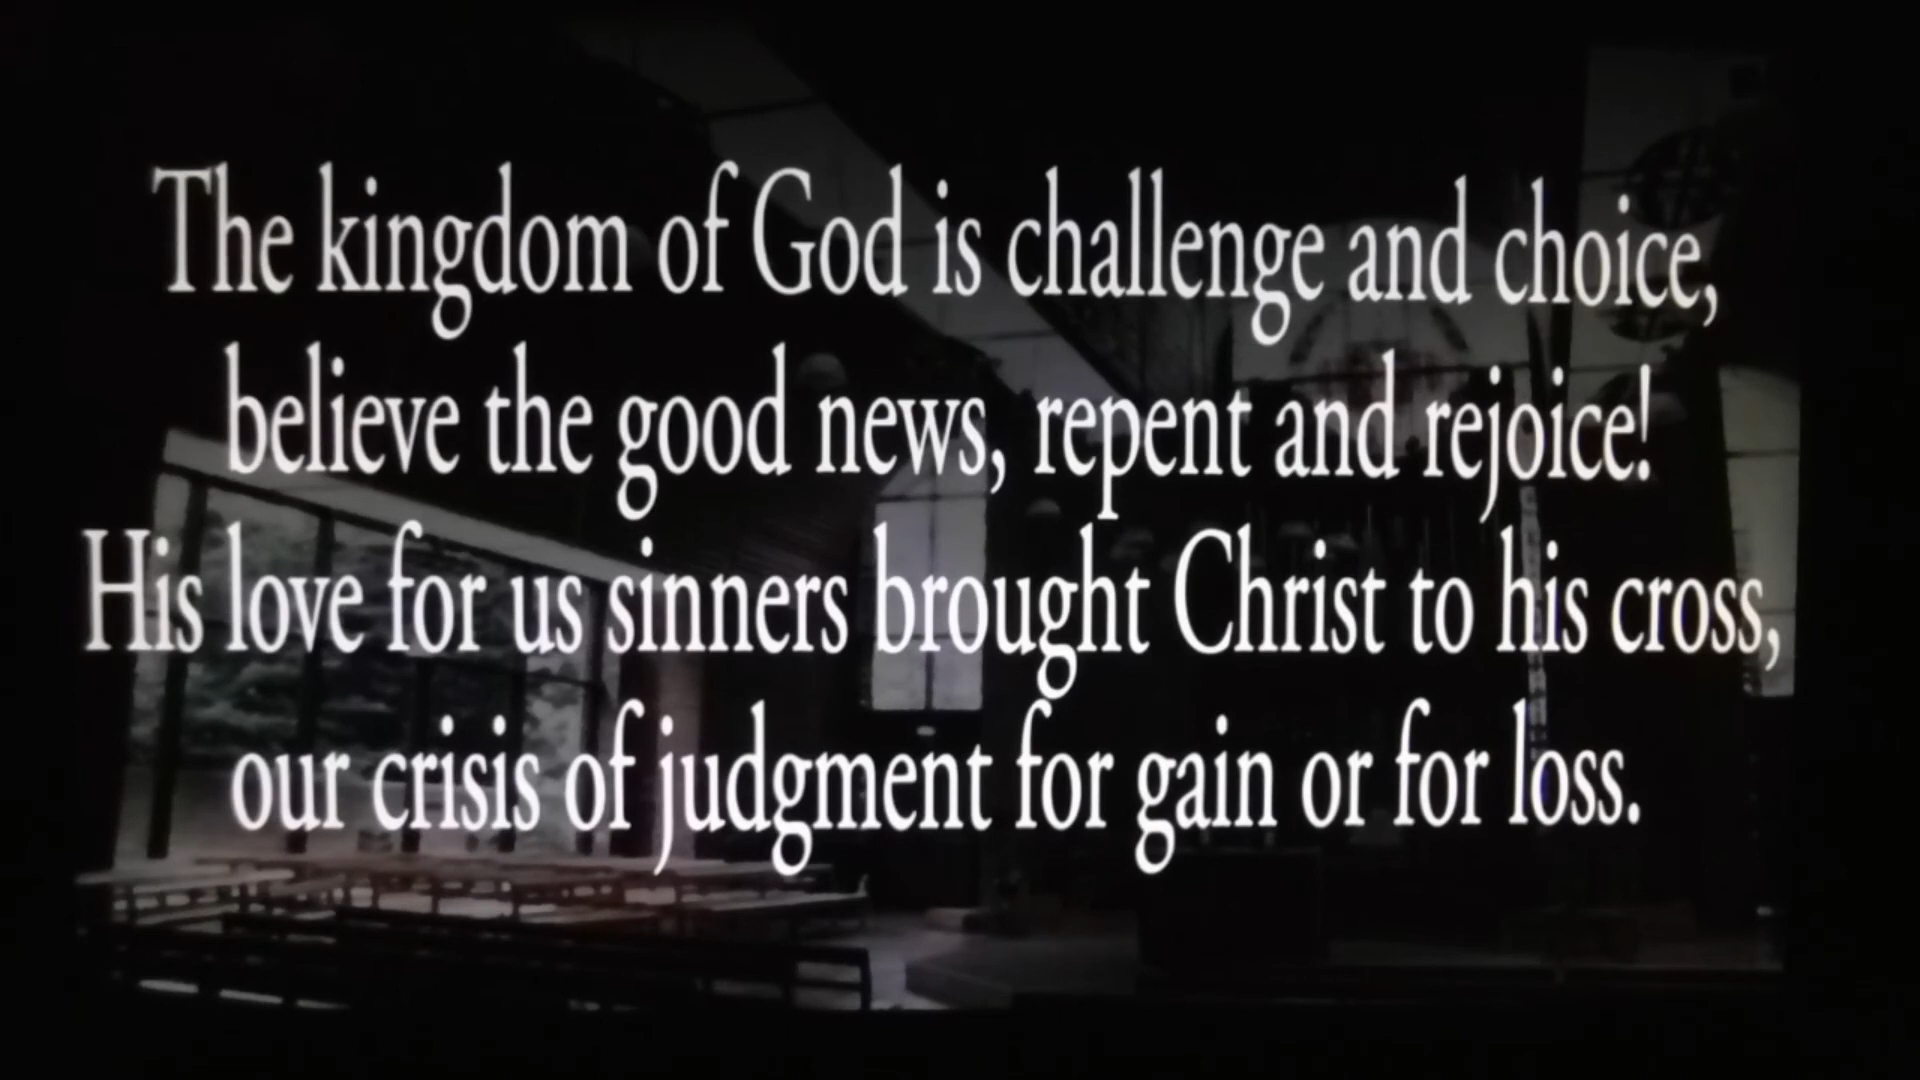 The kingdom of God is challenge and choice,
believe the good news, repent and rejoice!
His love for us sinners brought Christ to his cross,
our crisis of judgment for gain or for loss.